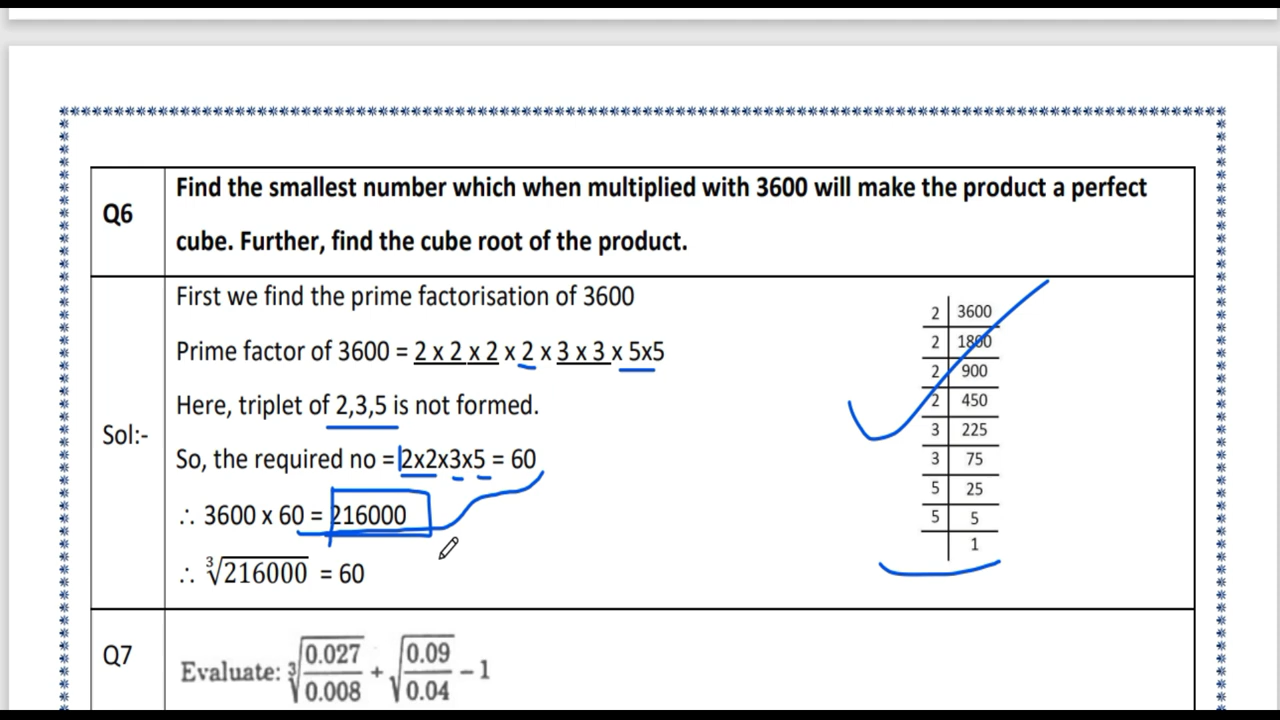 Q6
Find the smallest number which when multiplied with 3600 will make the product a perfect
cube. Further, find the cube root of the product.
Sol:-
First we find the prime factorisation of 3600
Prime factor of 3600 = 2 x 2 x 2 x 2 x 3 x 3 x 5x5
Here, triplet of 2,3,5 is not formed.
So, the required no = 2x2x3x5 = 60
∴ 3600 x 60 = 216000
∴ ∛216000 = 60
2 | 3600
2 | 1800
2 | 900
2 | 450
3 | 225
3 | 75
5 | 25
5 | 5
| 1
Q7
Evaluate: ∛(0.027/0.008) + √(0.09/0.04) − 1